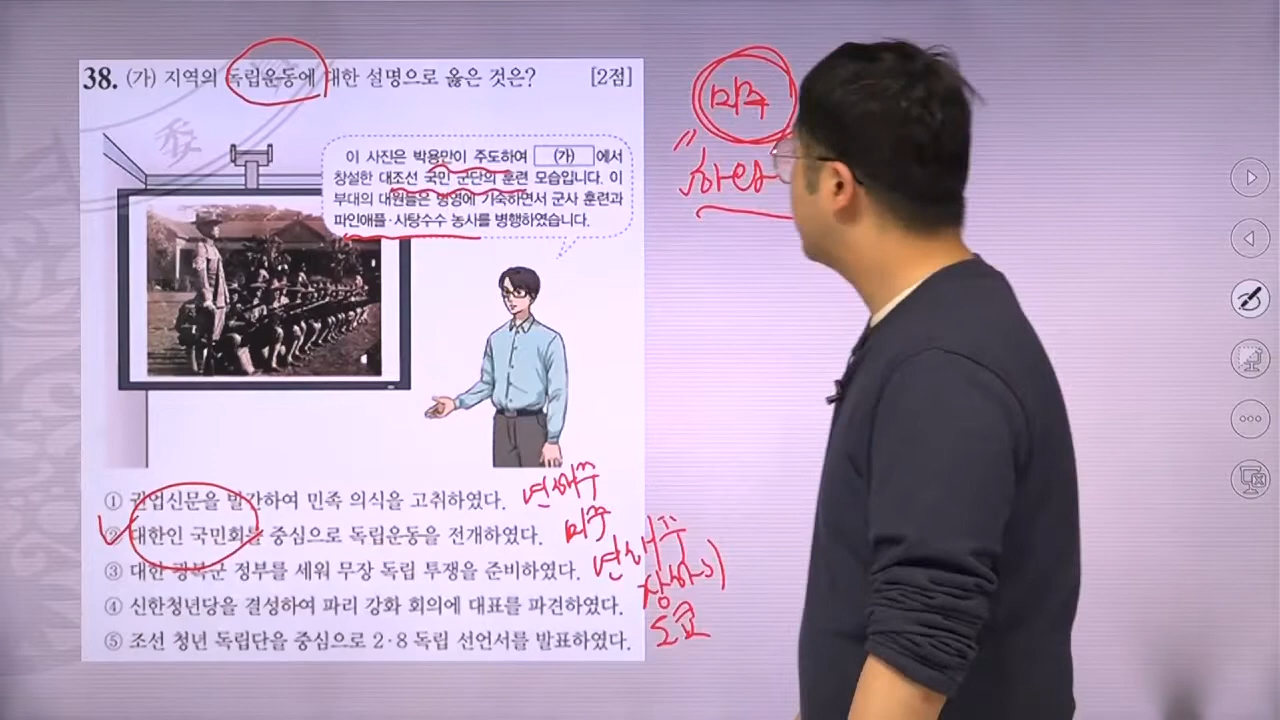 38. (가) 지역의 독립운동에 대한 설명으로 옳은 것은? [2점]
委
이 사진은 박용만이 주도하여 (가) 에서
창설한 대조선 국민 군단의 훈련 모습입니다. 이
부대의 대원들은 병영에 기숙하면서 군사 훈련과
파인애플·사탕수수 농사를 병행하였습니다.
미주
하와
① 권업신문을 발간하여 민족 의식을 고취하였다. 연해주
② 대한인 국민회를 중심으로 독립운동을 전개하였다. 미주
③ 대한 광복군 정부를 세워 무장 독립 투쟁을 준비하였다. 연해주
④ 신한청년당을 결성하여 파리 강화 회의에 대표를 파견하였다. 상하이
⑤ 조선 청년 독립단을 중심으로 2·8 독립 선언서를 발표하였다. 도쿄